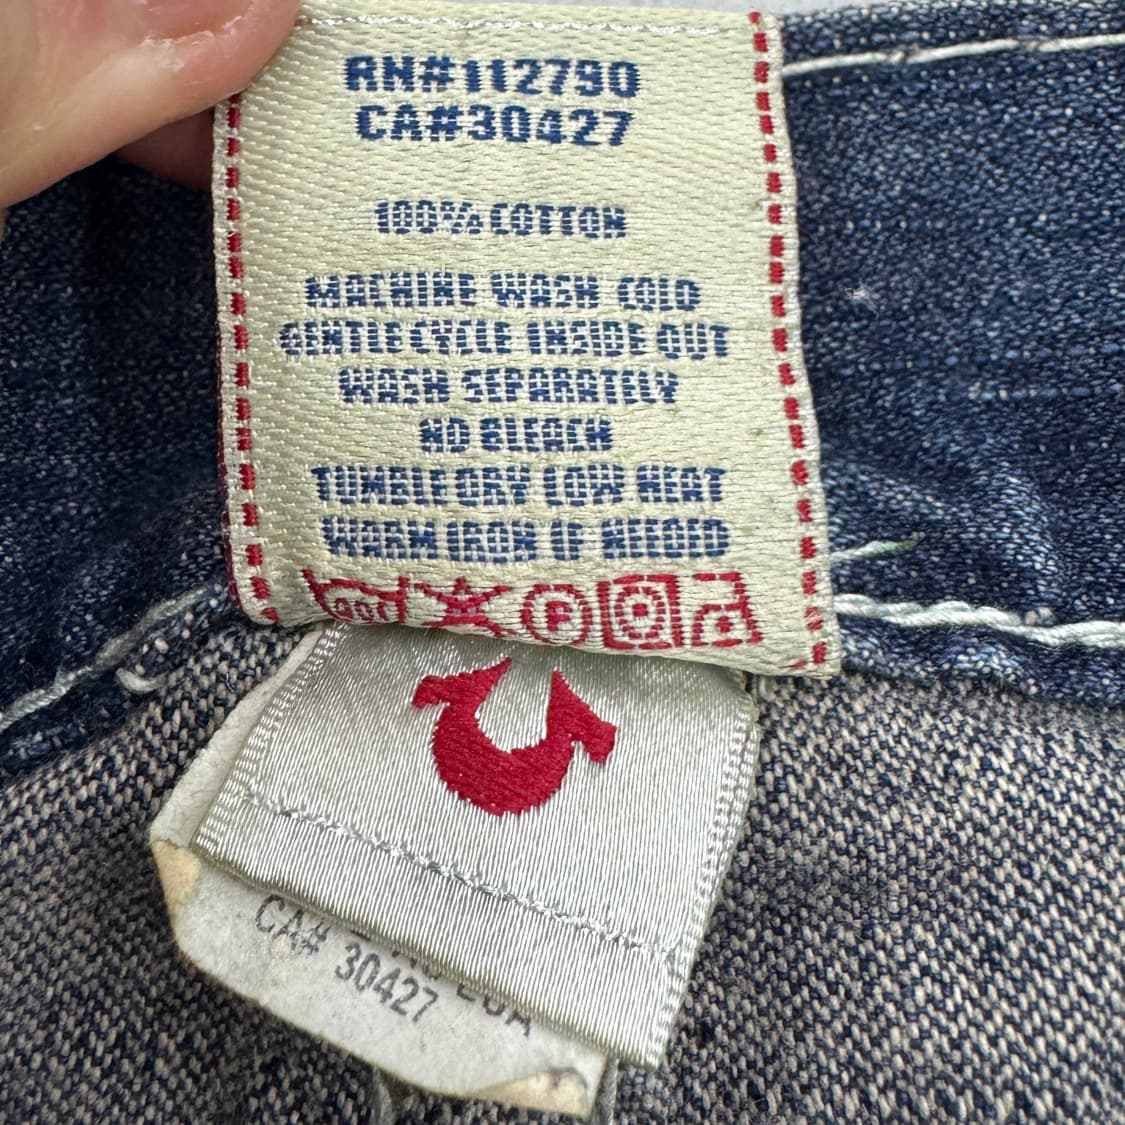 RN#112790
CA#30427
100% COTTON
MACHINE WASH COLD
GENTLE CYCLE INSIDE OUT
WASH SEPARATELY
NO BLEACH
TUMBLE DRY LOW HEAT
WARM IRON IF NEEDED
P
CA# 30427